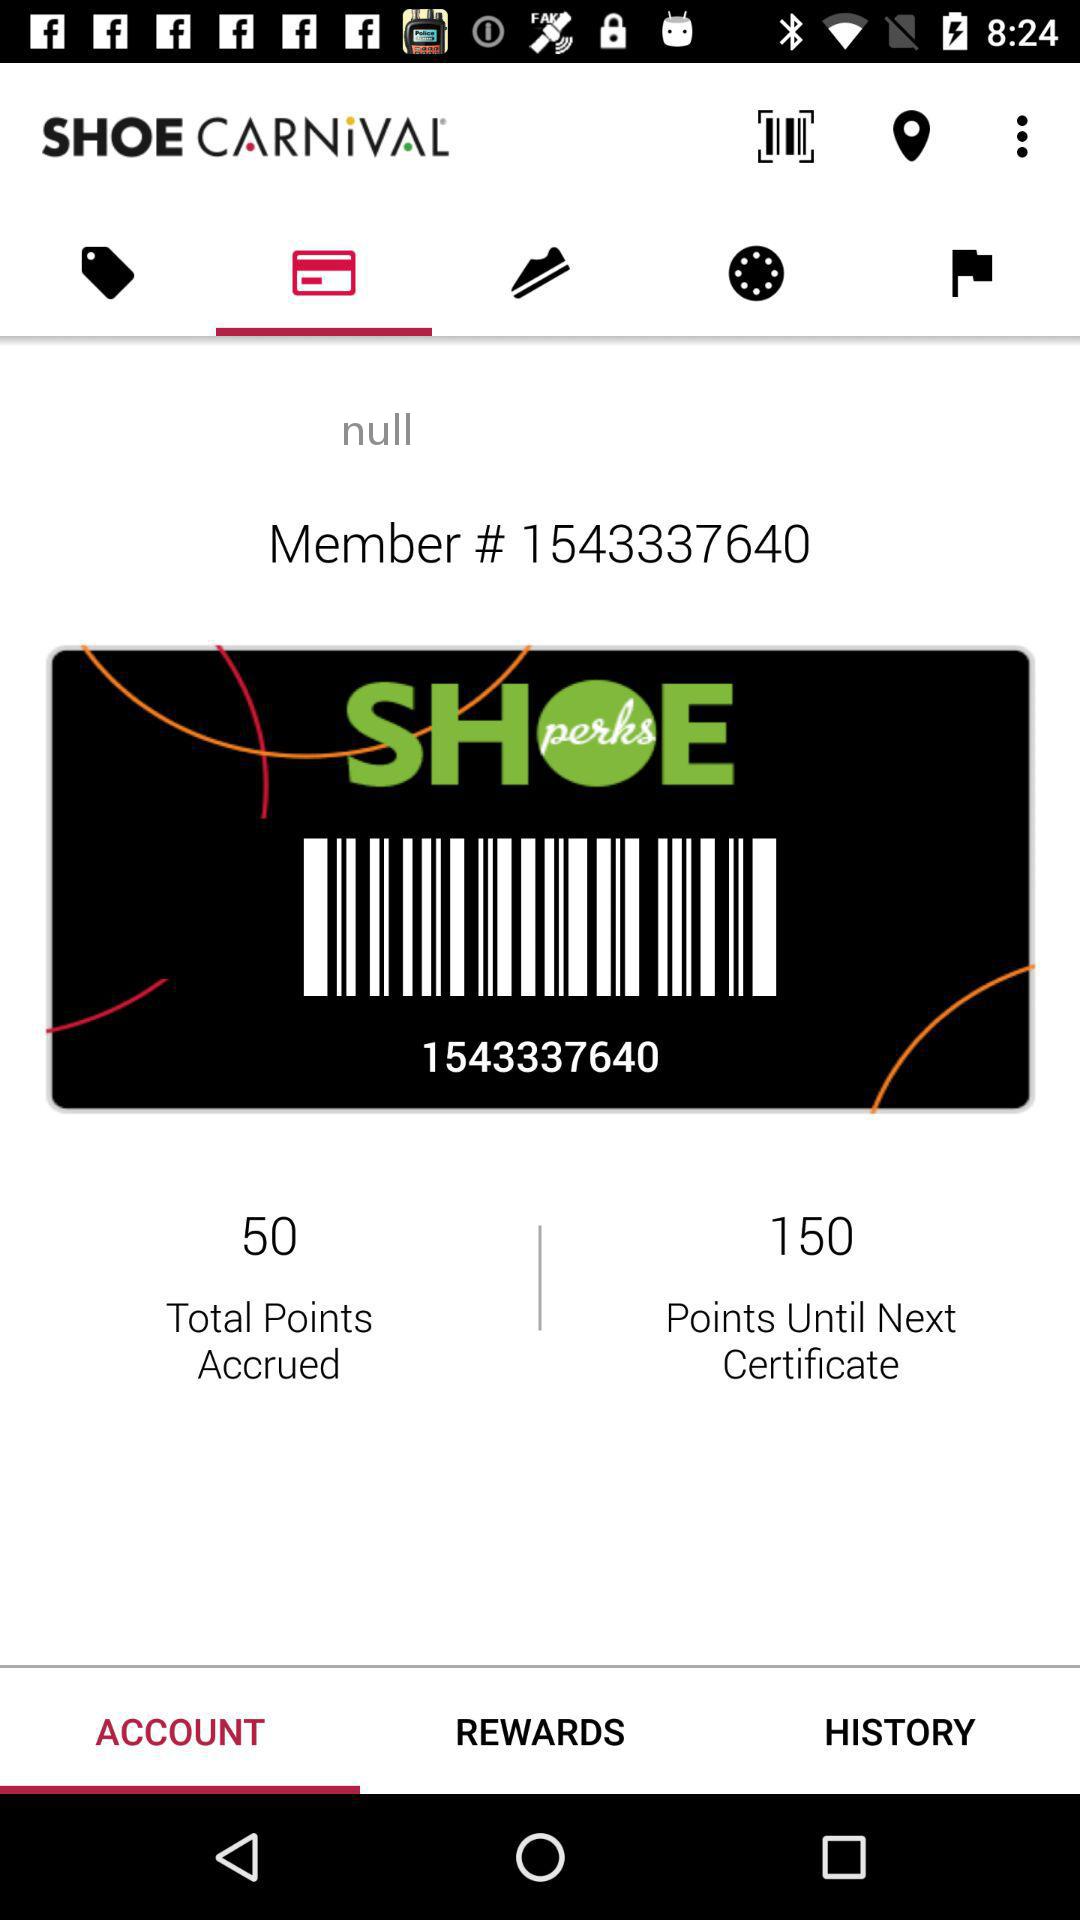 FAKE
8:24
SHOE CARNiVAL
null
Member # 1543337640
SHOE
perks
1543337640
50
Total Points
Accrued
150
Points Until Next
Certificate
ACCOUNT
REWARDS
HISTORY